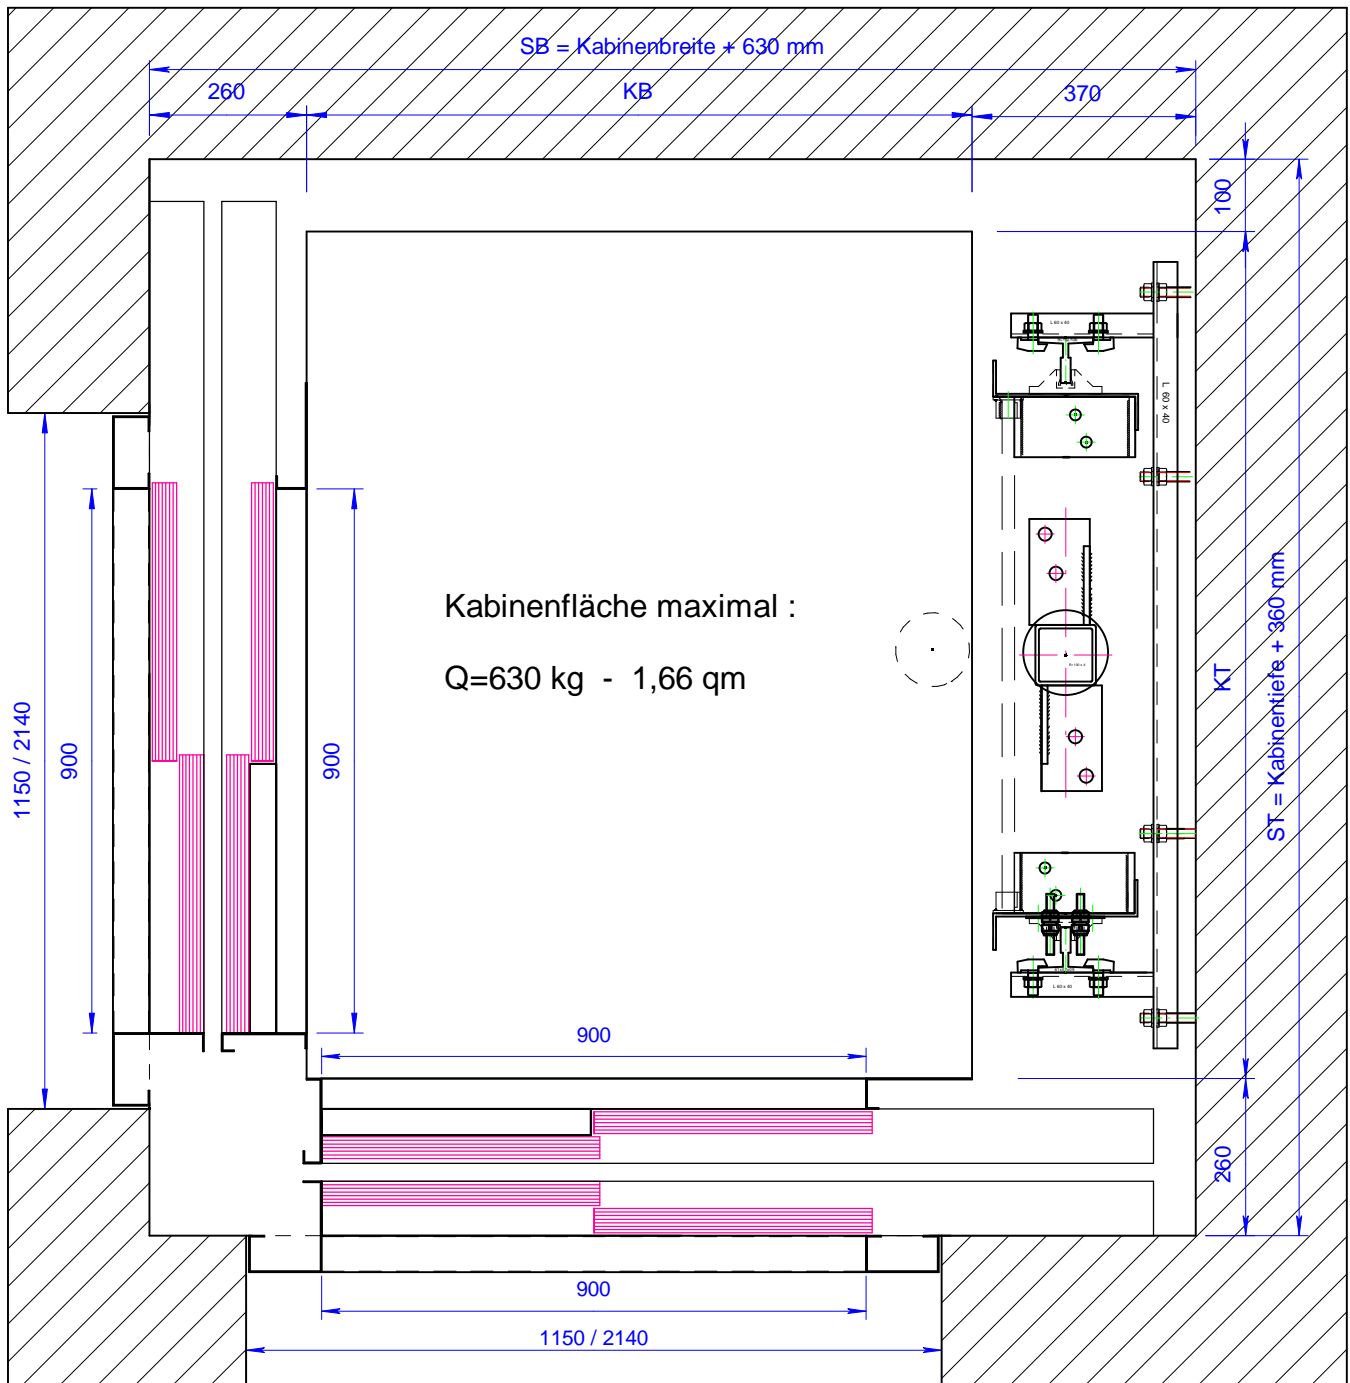 SB = Kabinenbreite + 630 mm
260
KB
370
100
L 60 x 40
L 60 x 40
Kabinenfläche maximal :
Q=630 kg - 1,66 qm
1150 / 2140
900
900
KT
ST = Kabinentiefe + 360 mm
L 60 x 40
900
260
900
1150 / 2140